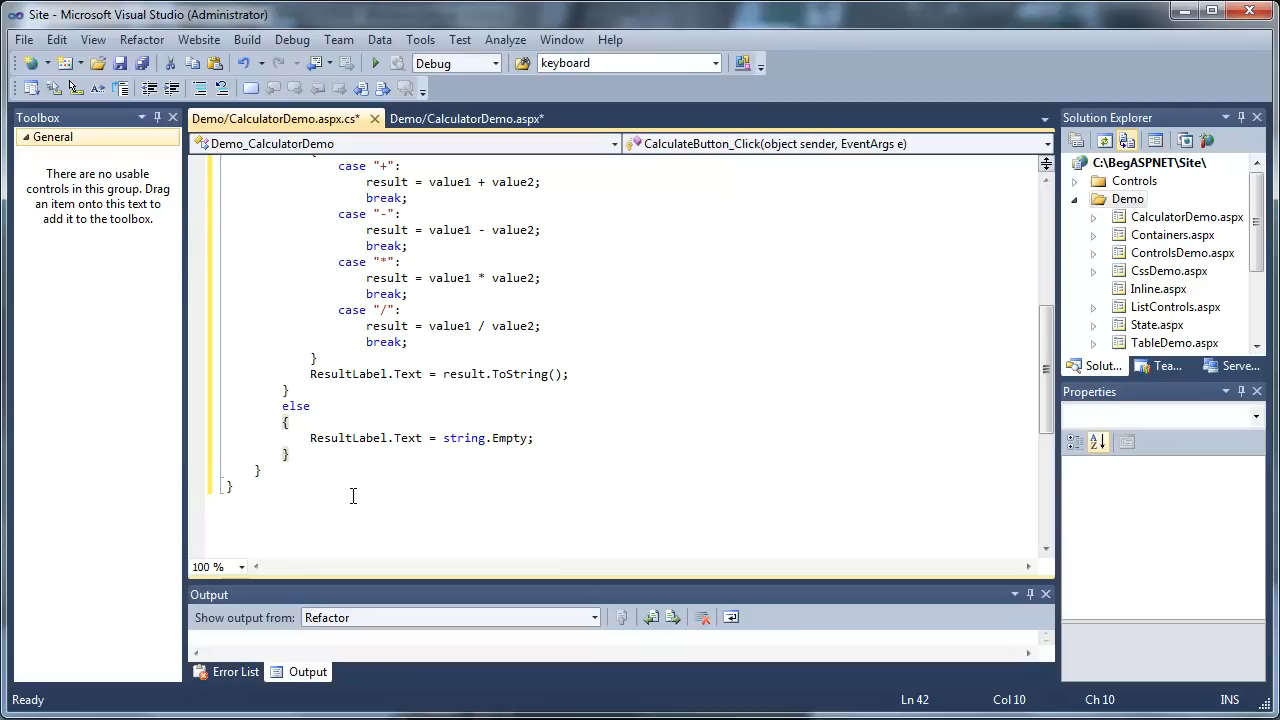 Site - Microsoft Visual Studio (Administrator)
File Edit View Refactor Website Build Debug Team Data Tools Test Analyze Window Help
Debug keyboard
Toolbox
General
There are no usable
controls in this group. Drag
an item onto this text to
add it to the toolbox.
Demo/CalculatorDemo.aspx.cs* Demo/CalculatorDemo.aspx*
Demo_CalculatorDemo CalculateButton_Click(object sender, EventArgs e)
{
case "+":
result = value1 + value2;
break;
case "-":
result = value1 - value2;
break;
case "*":
result = value1 * value2;
break;
case "/":
result = value1 / value2;
break;
}
ResultLabel.Text = result.ToString();
}
else
{
ResultLabel.Text = string.Empty;
}
}
}
100 %
Output
Show output from: Refactor
Error List Output
Solution Explorer
C:\BegASPNET\Site\
Controls
Demo
CalculatorDemo.aspx
Containers.aspx
ControlsDemo.aspx
CssDemo.aspx
Inline.aspx
ListControls.aspx
State.aspx
TableDemo.aspx
Solut... Tea... Serve...
Properties
Ready Ln 42 Col 10 Ch 10 INS